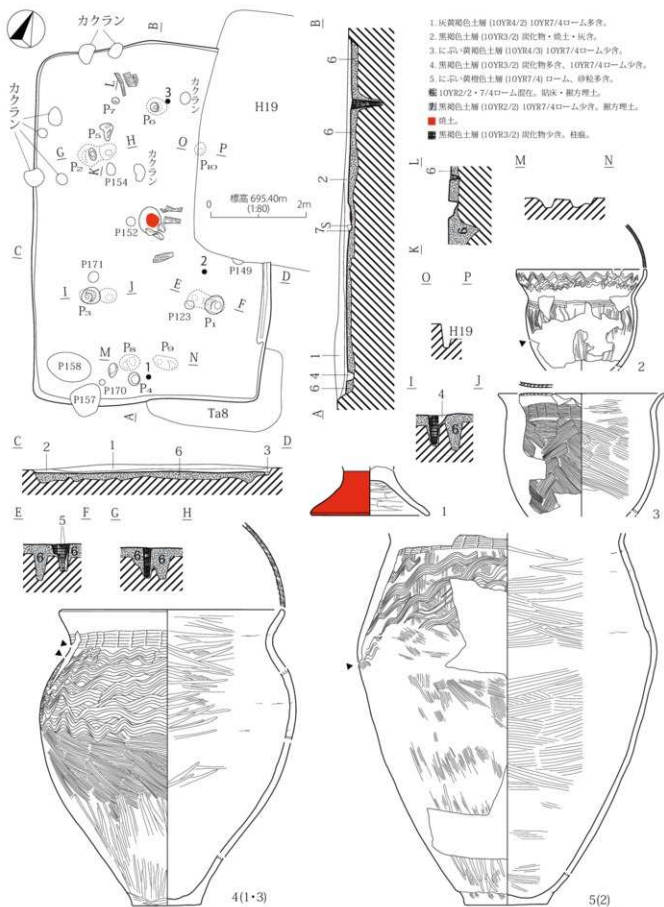 1. 灰黄褐色土層 (10YR4/2) 10YR7/4ローム多含。
2. 黒褐色土層 (10YR3/2) 炭化物・焼土・灰含。
3. にぶい黄褐色土層 (10YR4/3) 10YR7/4ローム少含。
4. 黒褐色土層 (10YR3/2) 炭化物多含、10YR7/4ローム少含。
5. にぶい黄橙色土層 (10YR7/4) ローム、砂粒多含。
6 10YR2/2・7/4ローム混在。貼床・掘方埋土。
7 黒褐色土層 (10YR2/2) 10YR7/4ローム少含。掘方埋土。
焼土。
黒褐色土層 (10YR3/2) 炭化物少含。柱痕。
カクラン
B
カクラン
カクラン
L
3
P7
P6
H19
P5
G
H
K
P2
P154
カクラン
O
P
P10
標高 695.40m
0
(1:80)
2m
P152
C
P171
2
P149
D
I
J
P3
E
P123
P1
F
M
P8
P9
N
P158
P170
P4
1
P157
A
Ta8
B
6
6
2
7
S
1
4
6
A
L
6
K
6
M
N
O
P
H19
I
4
J
6
C
2
1
6
3
D
E
5
F
6
6
G
H
6
6
1
2
3
4(1・3)
5(2)